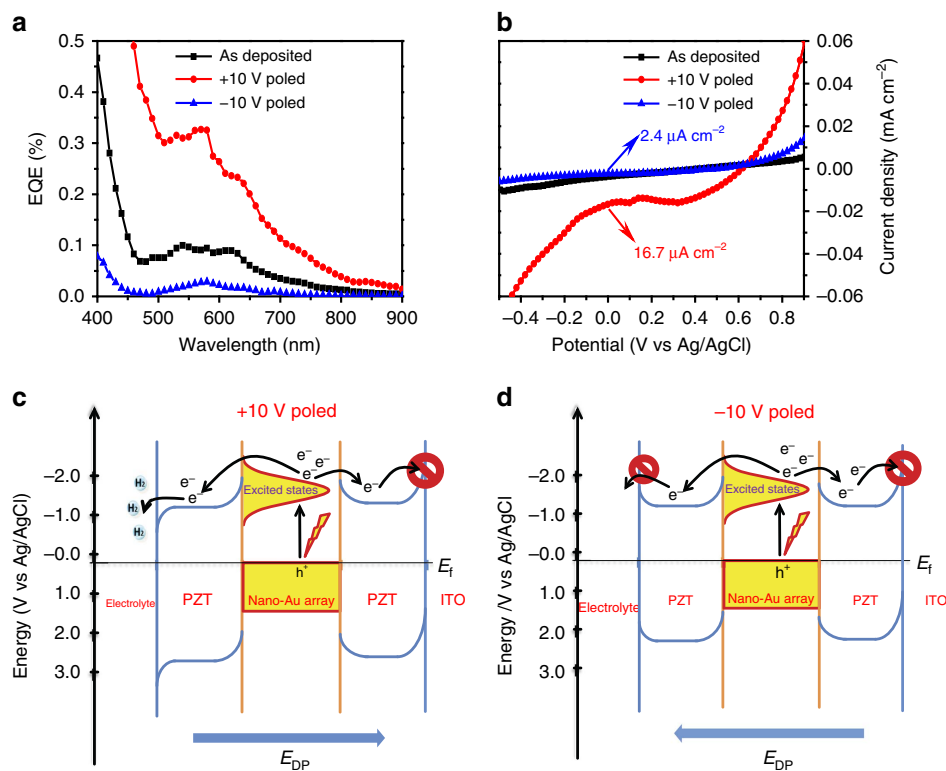 a
0.5
0.4
0.3
0.2
0.1
0.0
EQE (%)
As deposited
+10 V poled
−10 V poled
400 500 600 700 800 900
Wavelength (nm)
b
As deposited
+10 V poled
−10 V poled
2.4 μA cm−2
16.7 μA cm−2
0.06
0.04
0.02
0.00
−0.02
−0.04
−0.06
Current density (mA cm−2)
−0.4 −0.2 0.0 0.2 0.4 0.6 0.8
Potential (V vs Ag/AgCl)
c
+10 V poled
Energy (V vs Ag/AgCl)
−2.0
−1.0
−0.0
1.0
2.0
3.0
H2
H2
H2
e−
e−
e−
e−
e−
e−
Excited states
h+
Ef
Electrolyte
PZT
Nano-Au array
PZT
ITO
EDP
d
−10 V poled
Energy /V vs Ag/AgCl)
−2.0
−1.0
−0.0
1.0
2.0
3.0
e−
e−
e−
e−
e−
e−
Excited states
h+
Ef
Electrolyte
PZT
Nano-Au array
PZT
ITO
EDP